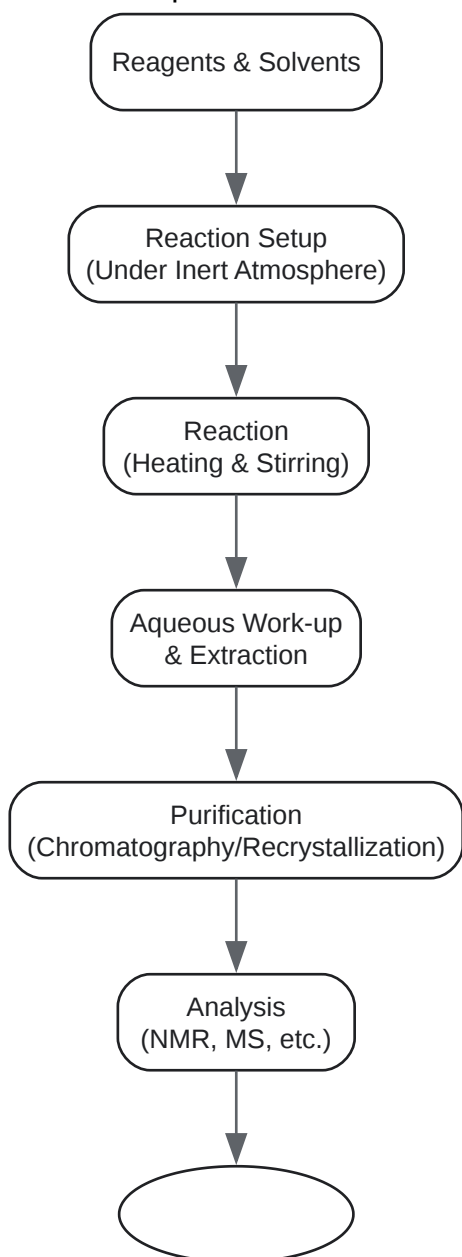 Reagents & Solvents
Reaction Setup
(Under Inert Atmosphere)
Reaction
(Heating & Stirring)
Aqueous Work-up
& Extraction
Purification
(Chromatography/Recrystallization)
Analysis
(NMR, MS, etc.)